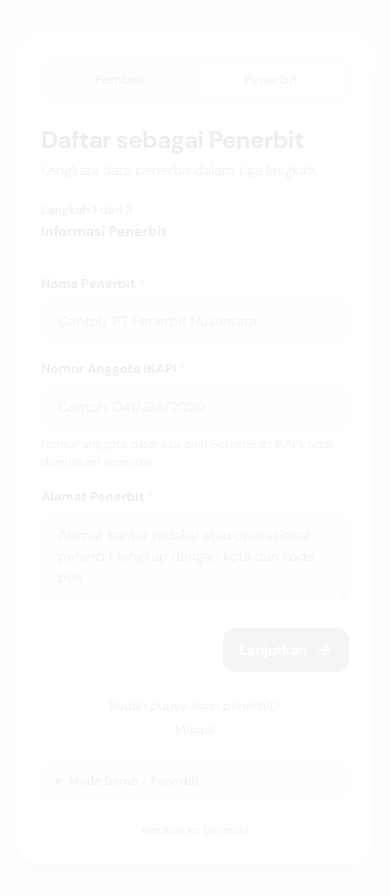 Pembeli
Penerbit
Daftar sebagai Penerbit
Lengkapi data penerbit dalam tiga langkah.
Langkah 1 dari 3
Informasi Penerbit
Nama Penerbit *
Contoh: PT Penerbit Nusantara
Nomor Anggota IKAPI *
Contoh: 041/JBA/2020
Nomor anggota diperiksa oleh Sekretariat IKAPI, tidak
diverifikasi otomatis.
Alamat Penerbit *
Alamat kantor redaksi atau operasional
penerbit lengkap dengan kota dan kode
pos
Lanjutkan →
Sudah punya akun penerbit?
Masuk
▶ Mode Demo - Penerbit
Kembali ke Beranda